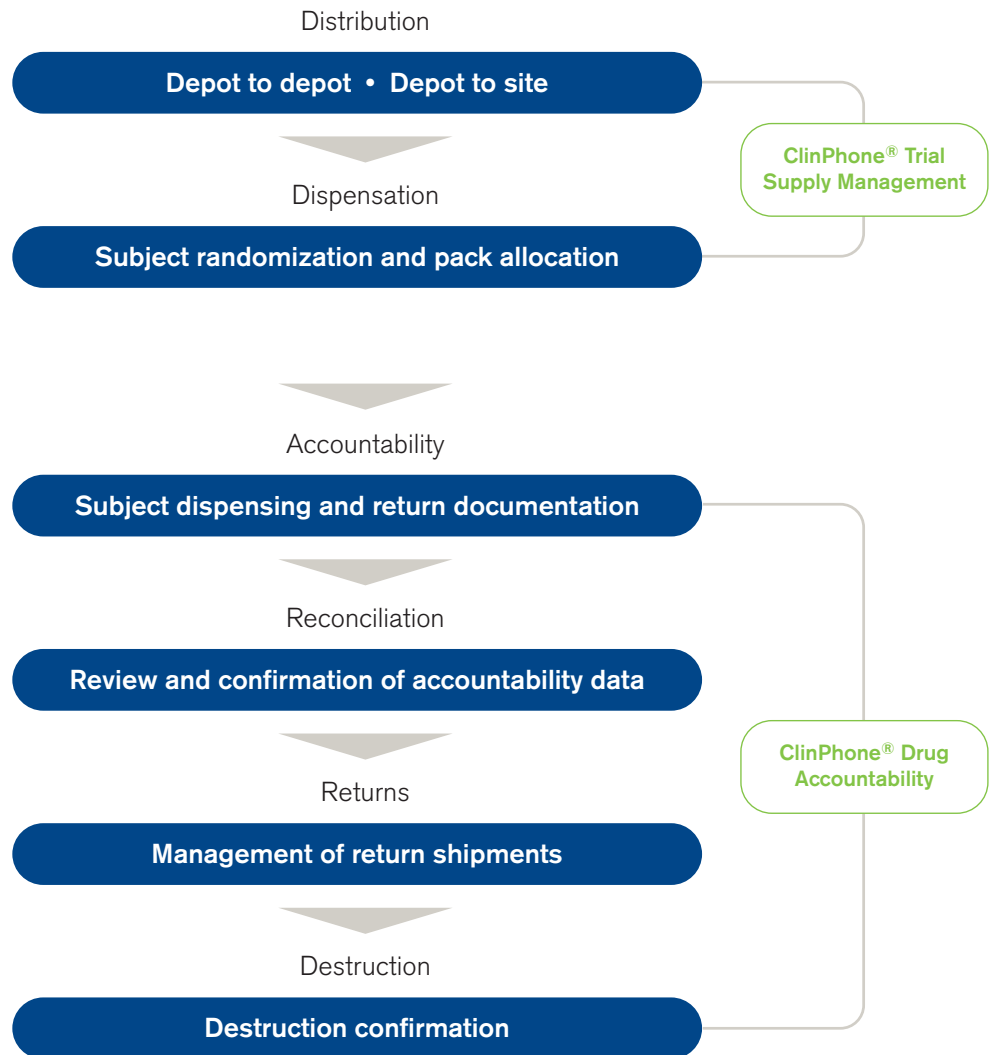 Distribution
Depot to depot • Depot to site
ClinPhone® Trial
Supply Management
Dispensation
Subject randomization and pack allocation
Accountability
Subject dispensing and return documentation
Reconciliation
Review and confirmation of accountability data
ClinPhone® Drug
Accountability
Returns
Management of return shipments
Destruction
Destruction confirmation